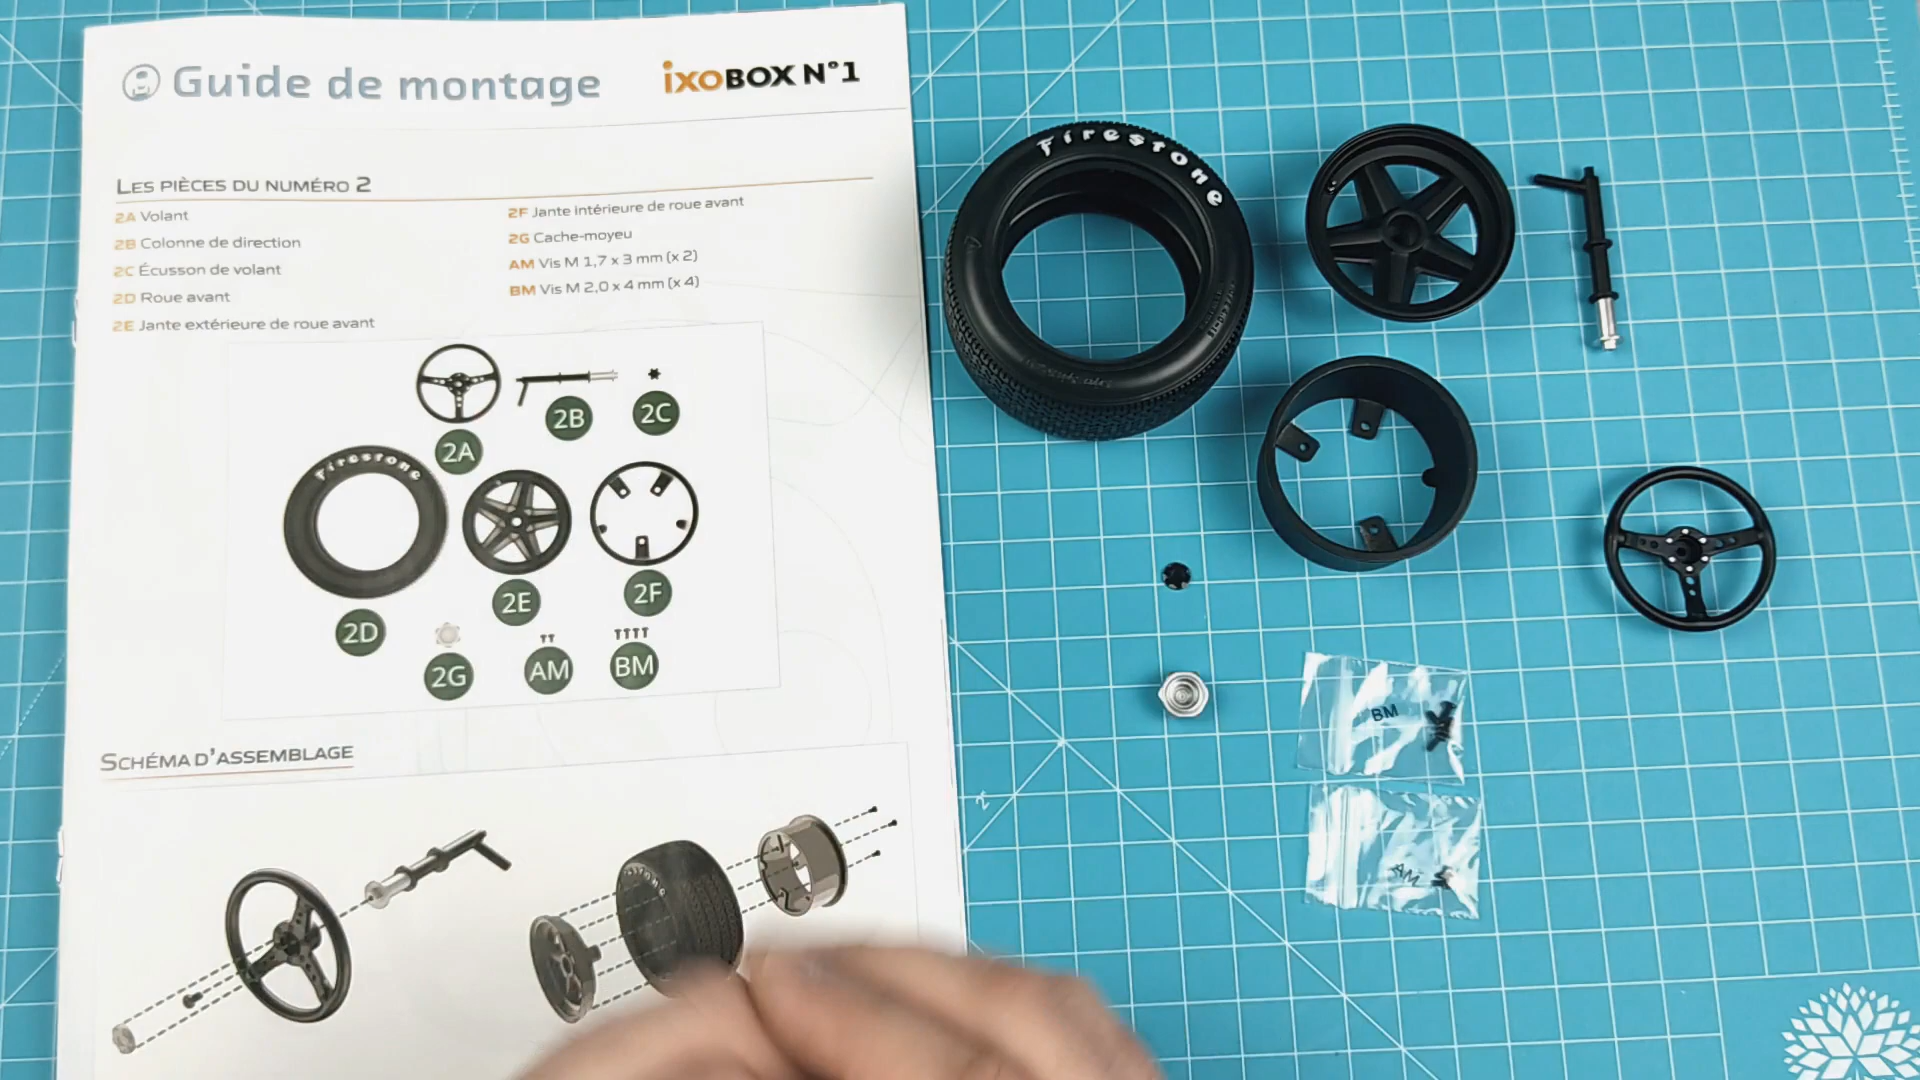 Guide de montage
ixoBOX N°1
LES PIÈCES DU NUMÉRO 2
2A Volant
2B Colonne de direction
2C Écusson de volant
2D Roue avant
2E Jante extérieure de roue avant
2F Jante intérieure de roue avant
2G Cache-moyeu
AM Vis M 1,7 x 3 mm (x 2)
BM Vis M 2,0 x 4 mm (x 4)
2A
2B
2C
Firestone
2D
2E
2F
2G
AM
BM
SCHÉMA D'ASSEMBLAGE
Firestone
BM
AM